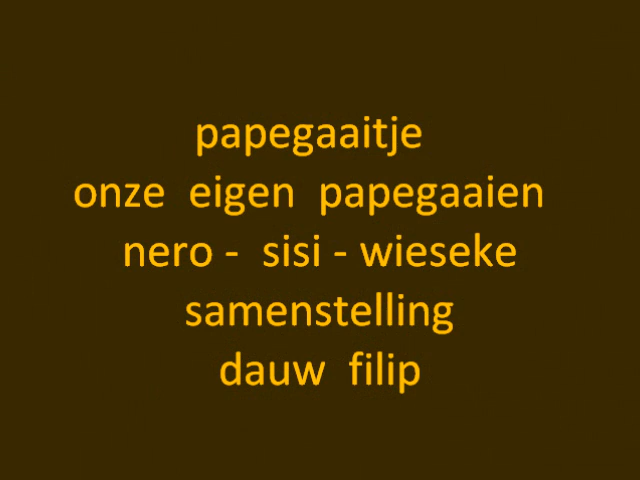 papegaaitje
onze eigen papegaaien
nero - sisi - wieseke
samenstelling
dauw filip